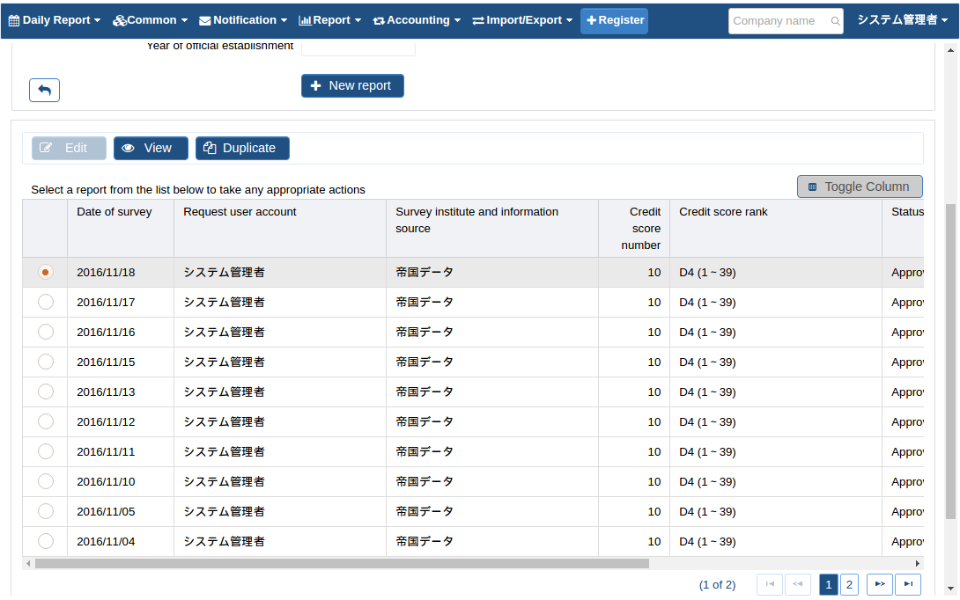 Daily Report Common Notification Report Accounting Import/Export Register Company name システム管理者
Year of official establishment
New report
Edit View Duplicate
Select a report from the list below to take any appropriate actions Toggle Column
Date of survey Request user account Survey institute and information source Credit score number Credit score rank Status
2016/11/18 システム管理者 帝国データ 10 D4 (1 ~ 39) Approv
2016/11/17 システム管理者 帝国データ 10 D4 (1 ~ 39) Approv
2016/11/16 システム管理者 帝国データ 10 D4 (1 ~ 39) Approv
2016/11/15 システム管理者 帝国データ 10 D4 (1 ~ 39) Approv
2016/11/13 システム管理者 帝国データ 10 D4 (1 ~ 39) Approv
2016/11/12 システム管理者 帝国データ 10 D4 (1 ~ 39) Approv
2016/11/11 システム管理者 帝国データ 10 D4 (1 ~ 39) Approv
2016/11/10 システム管理者 帝国データ 10 D4 (1 ~ 39) Approv
2016/11/05 システム管理者 帝国データ 10 D4 (1 ~ 39) Approv
2016/11/04 システム管理者 帝国データ 10 D4 (1 ~ 39) Approv
(1 of 2) 1 2